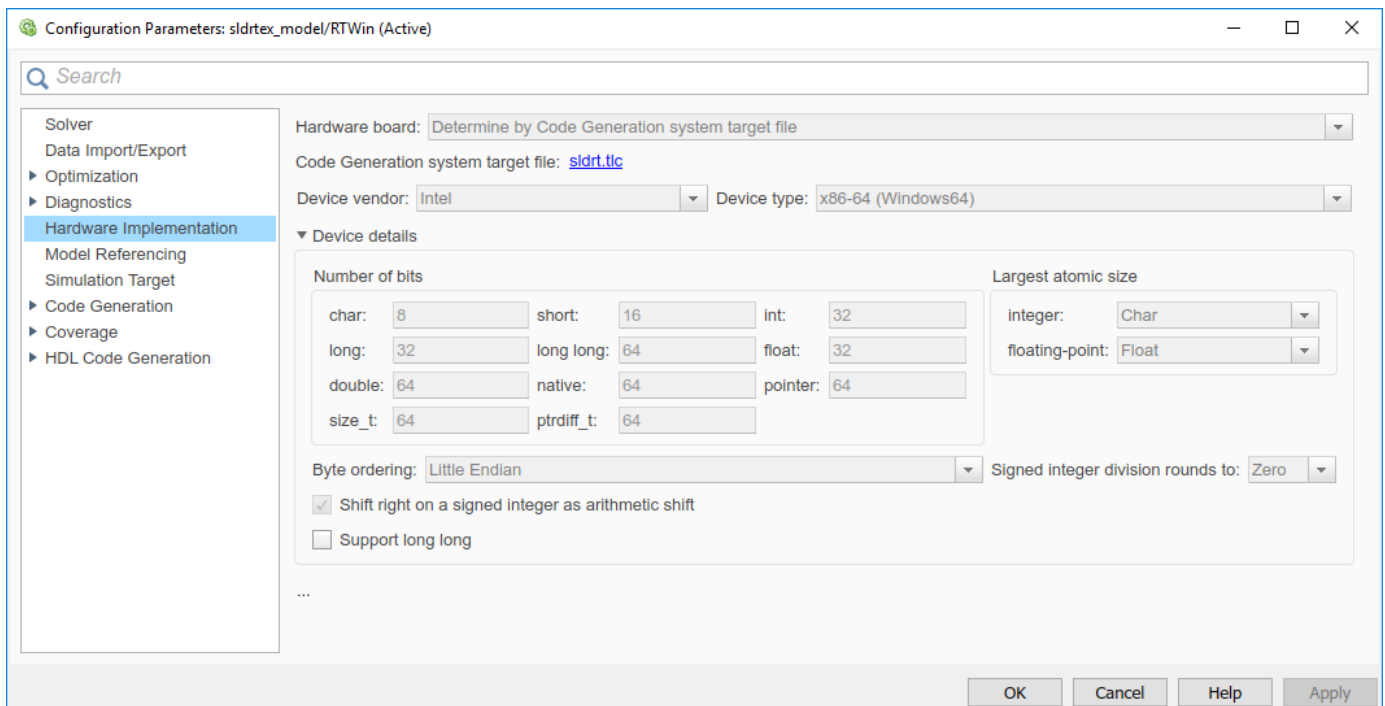 Configuration Parameters: sldrtex_model/RTWin (Active)
Search
Solver
Data Import/Export
Optimization
Diagnostics
Hardware Implementation
Model Referencing
Simulation Target
Code Generation
Coverage
HDL Code Generation
Hardware board: Determine by Code Generation system target file
Code Generation system target file: sldrt.tlc
Device vendor: Intel Device type: x86-64 (Windows64)
Device details
Number of bits
char: 8 short: 16 int: 32
long: 32 long long: 64 float: 32
double: 64 native: 64 pointer: 64
size_t: 64 ptrdiff_t: 64
Largest atomic size
integer: Char
floating-point: Float
Byte ordering: Little Endian Signed integer division rounds to: Zero
Shift right on a signed integer as arithmetic shift
Support long long
...
OK Cancel Help Apply